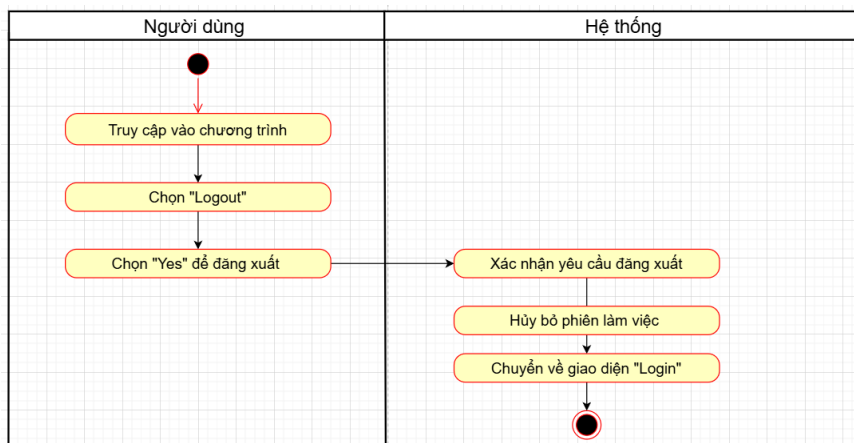 Người dùng
Hệ thống
Truy cập vào chương trình
Chọn "Logout"
Chọn "Yes" để đăng xuất
Xác nhận yêu cầu đăng xuất
Hủy bỏ phiên làm việc
Chuyển về giao diện "Login"